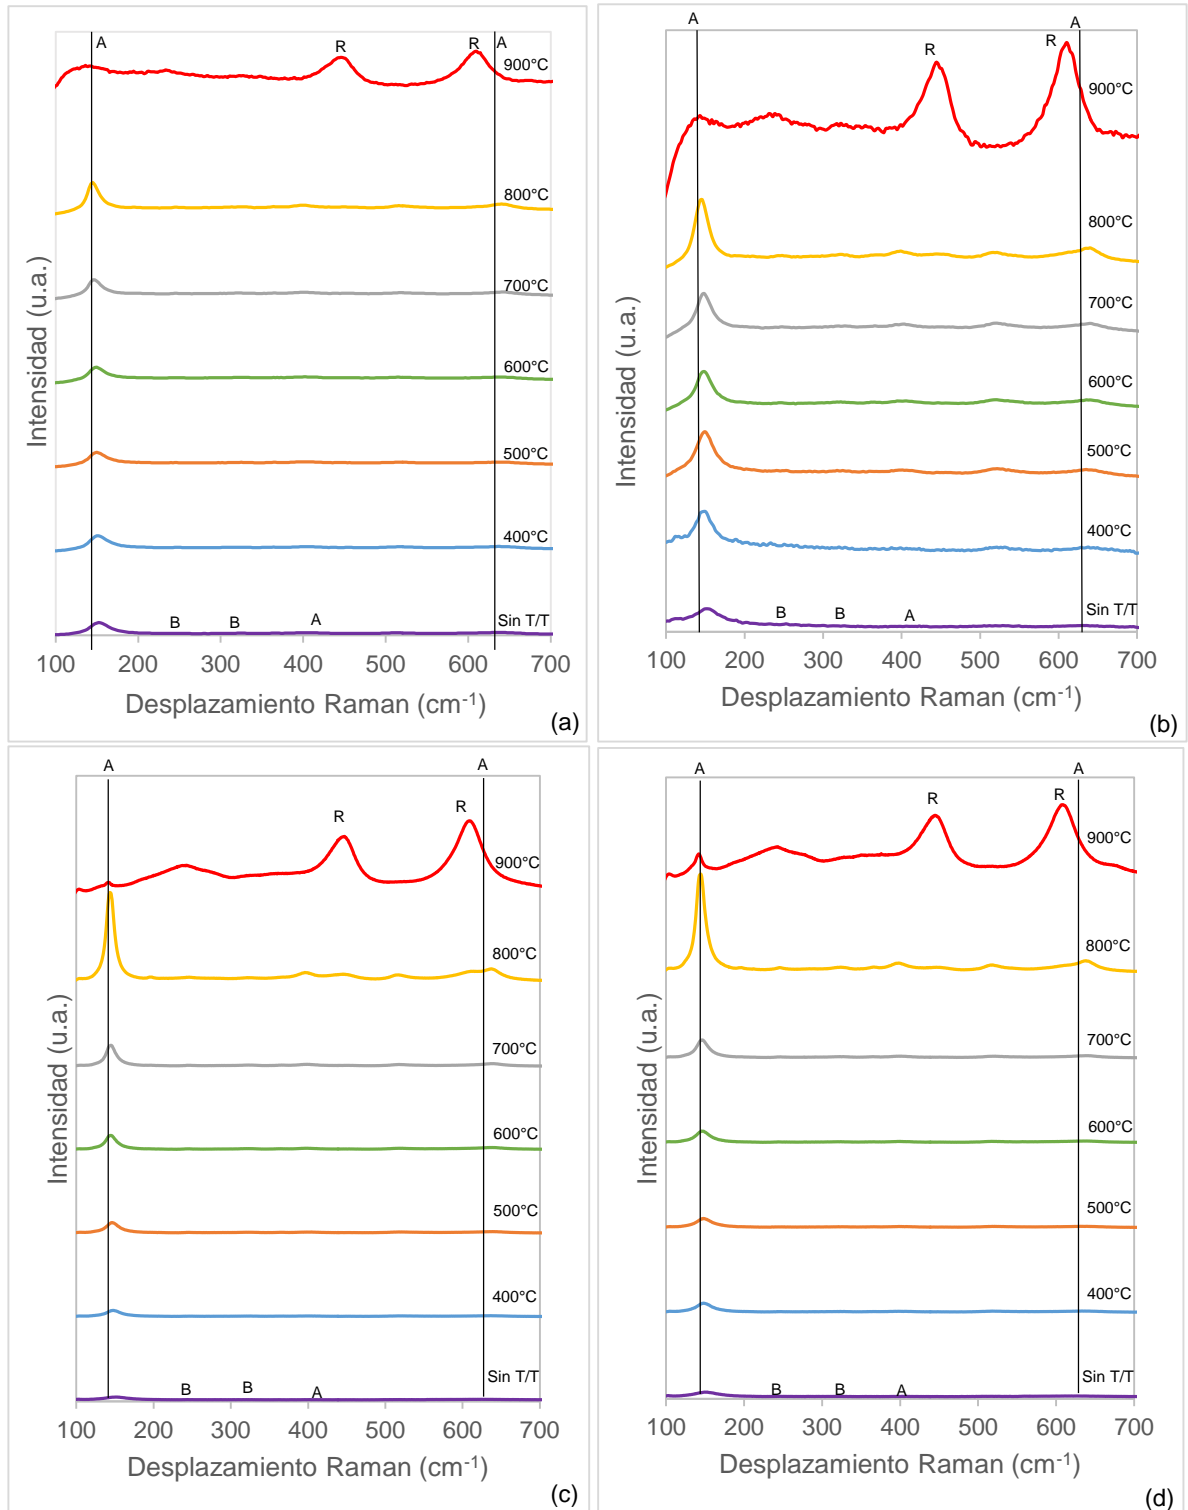 A R R A
900°C
800°C
700°C
600°C
500°C
400°C
B B A Sin T/T
100 200 300 400 500 600 700
Intensidad (u.a.)
Desplazamiento Raman (cm⁻¹)
(a)
A A
R R
900°C
800°C
700°C
600°C
500°C
400°C
B B A Sin T/T
100 200 300 400 500 600 700
Intensidad (u.a.)
Desplazamiento Raman (cm⁻¹)
(b)
A A
R R
900°C
800°C
700°C
600°C
500°C
400°C
Sin T/T
B B A
100 200 300 400 500 600 700
Intensidad (u.a.)
Desplazamiento Raman (cm⁻¹)
(c)
A A
R R
900°C
800°C
700°C
600°C
500°C
400°C
Sin T/T
B B A
100 200 300 400 500 600 700
Intensidad (u.a.)
Desplazamiento Raman (cm⁻¹)
(d)